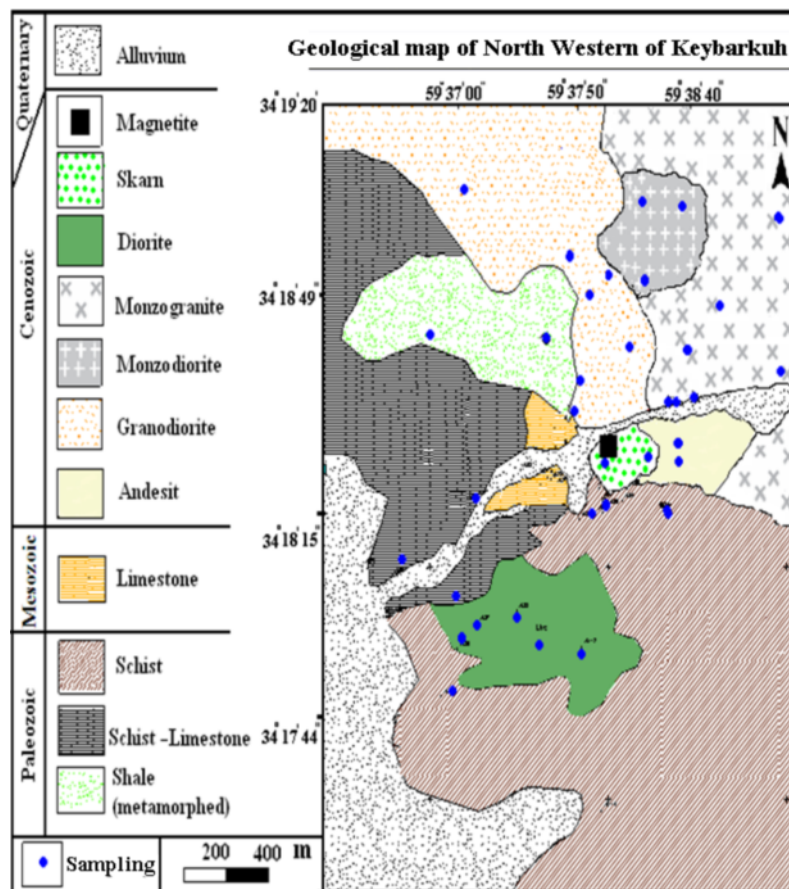 Geological map of North Western of Keybarkuh
Quaternary
Alluvium
Cenozoic
Magnetite
Skarn
Diorite
Monzogranite
Monzodiorite
Granodiorite
Andesit
Mesozoic
Limestone
Paleozoic
Schist
Schist –Limestone
Shale
(metamorphed)
Sampling
200 400 m
59° 37' 00" 59° 37' 50" 59° 38' 40"
34° 19' 20"
34° 18' 49"
34° 18' 15"
34° 17' 44"
N